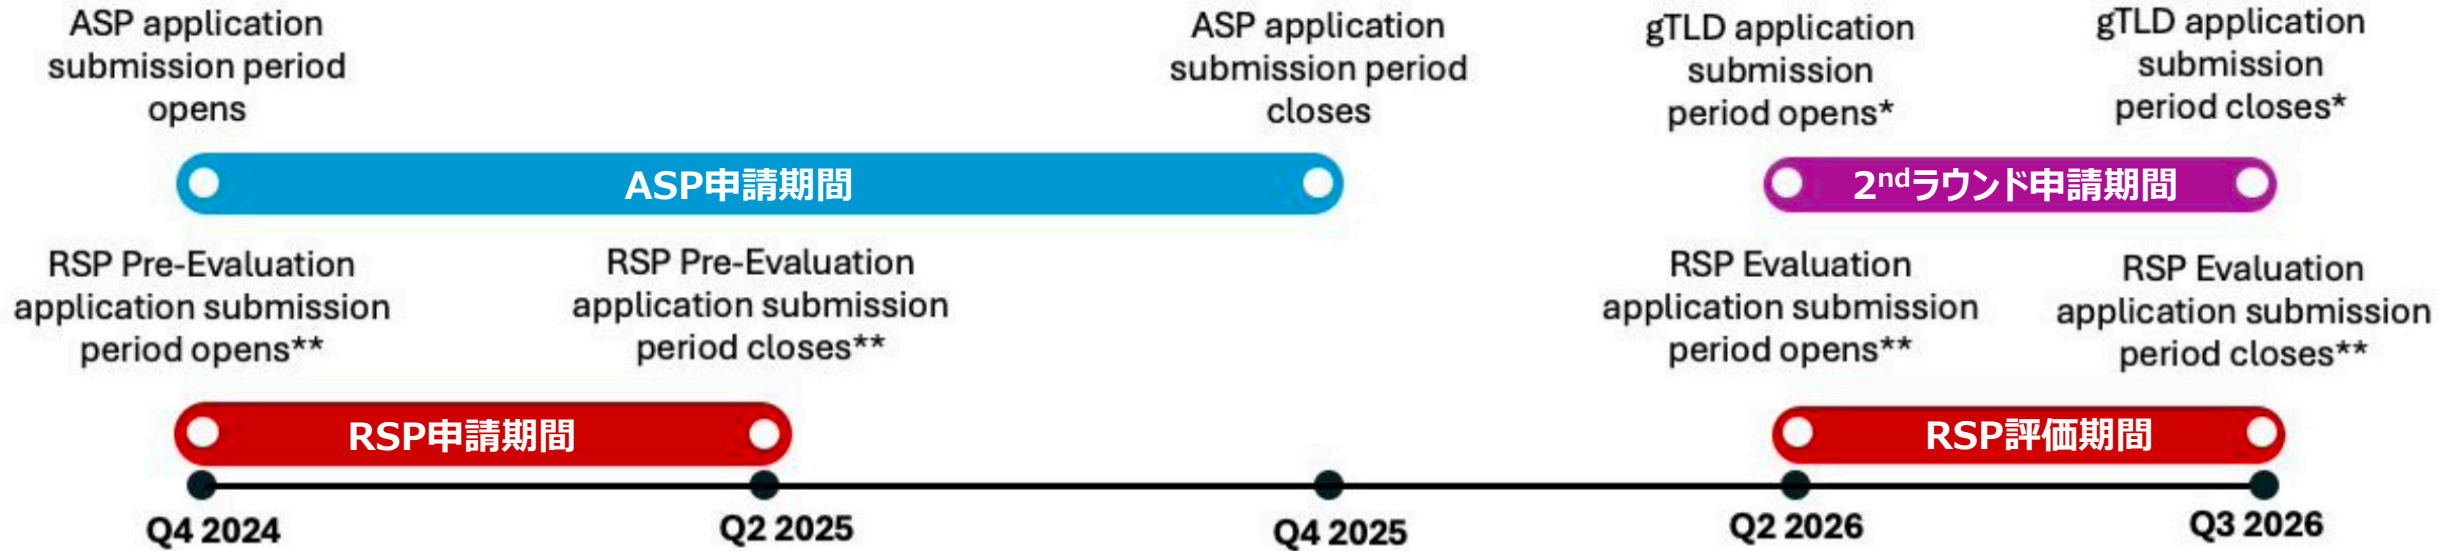 ASP application
submission period
opens
ASP application
submission period
closes
gTLD application
submission
period opens*
gTLD application
submission
period closes*
ASP申請期間
2ndラウンド申請期間
RSP Pre-Evaluation
application submission
period opens**
RSP Pre-Evaluation
application submission
period closes**
RSP Evaluation
application submission
period opens**
RSP Evaluation
application submission
period closes**
RSP申請期間
RSP評価期間
Q4 2024
Q2 2025
Q4 2025
Q2 2026
Q3 2026